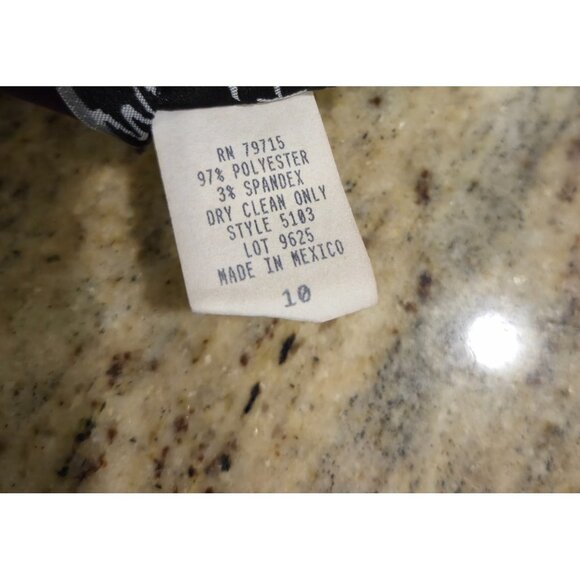 RN 79715
97% POLYESTER
3% SPANDEX
DRY CLEAN ONLY
STYLE 5103
LOT 9625
MADE IN MEXICO
10